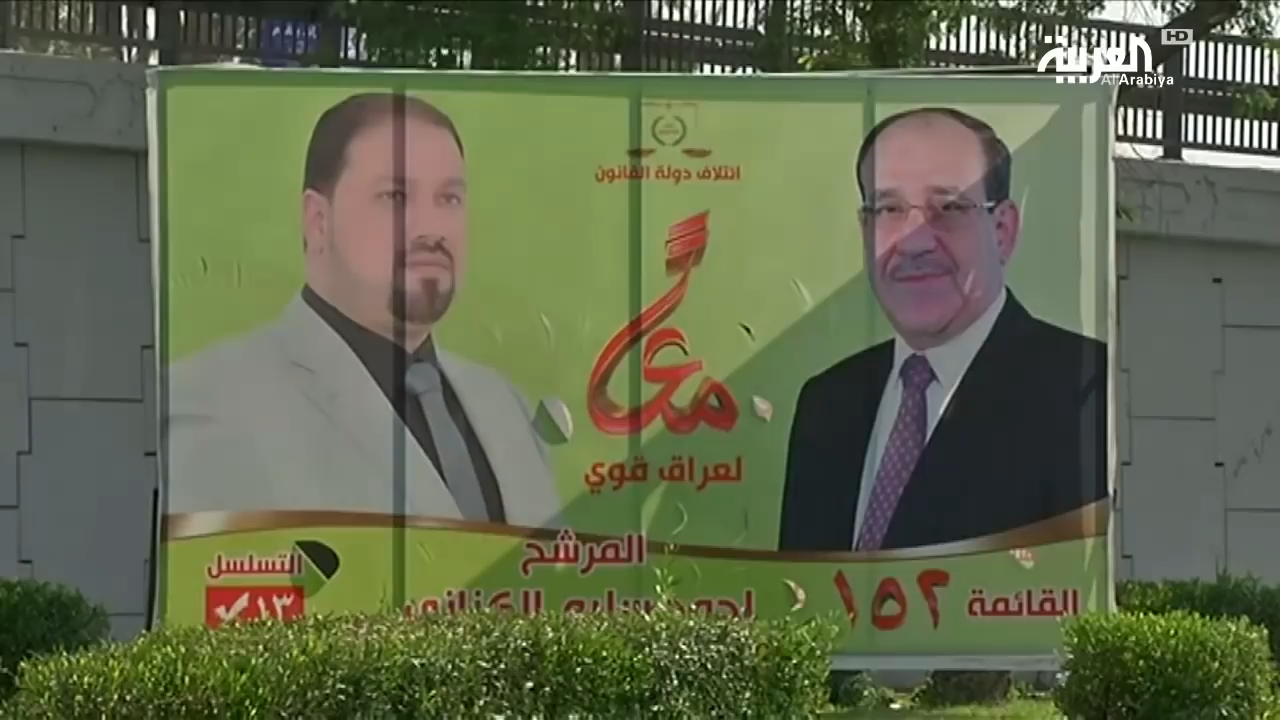 العربية HD
Al Arabiya
ائتلاف دولة القانون
معاً
لعراق قوي
المرشح
القائمة ١٥٢
التسلسل
١٣